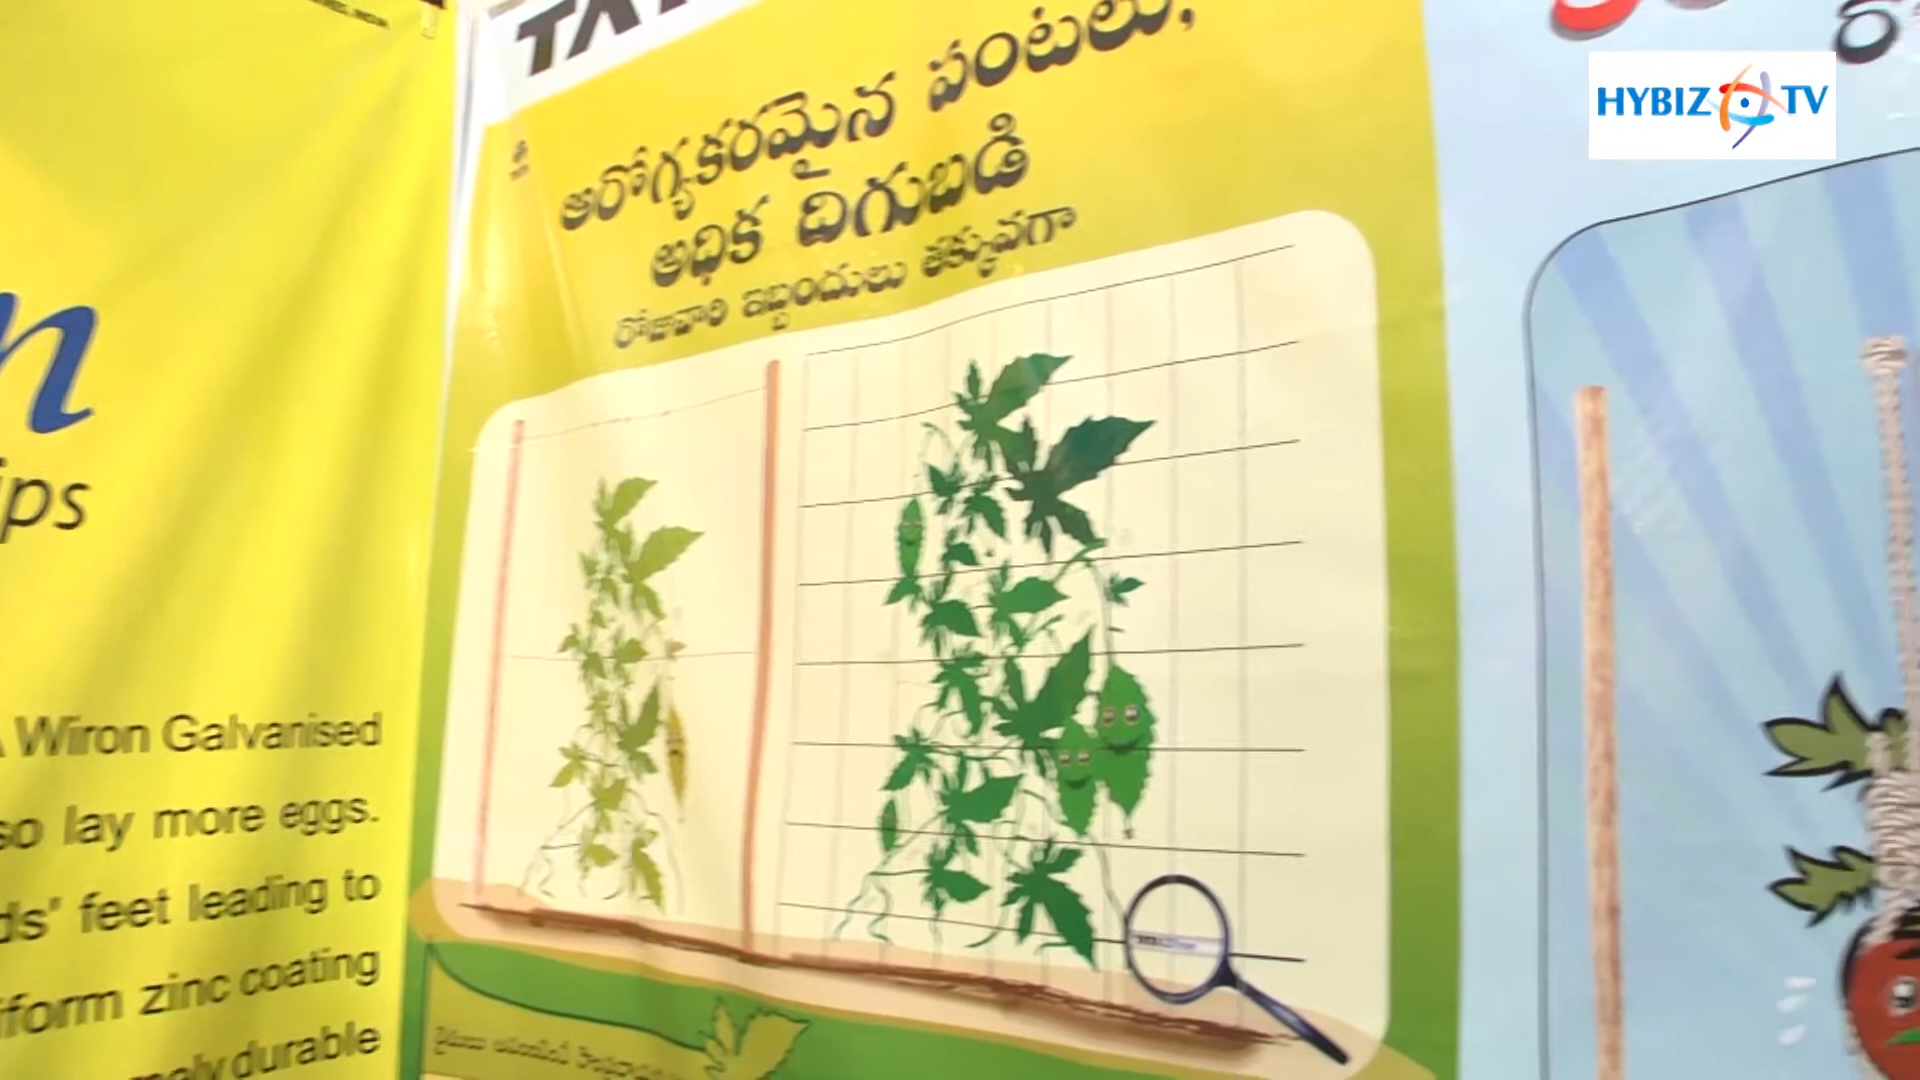 HYBIZ TV
ఆరోగ్యకరమైన పంటలు,
అధిక దిగుబడి
రోజువారి ఇబ్బందులు తక్కువగా
ips
Wiron Galvanised
so lay more eggs.
ds' feet leading to
iform zinc coating
mely durable